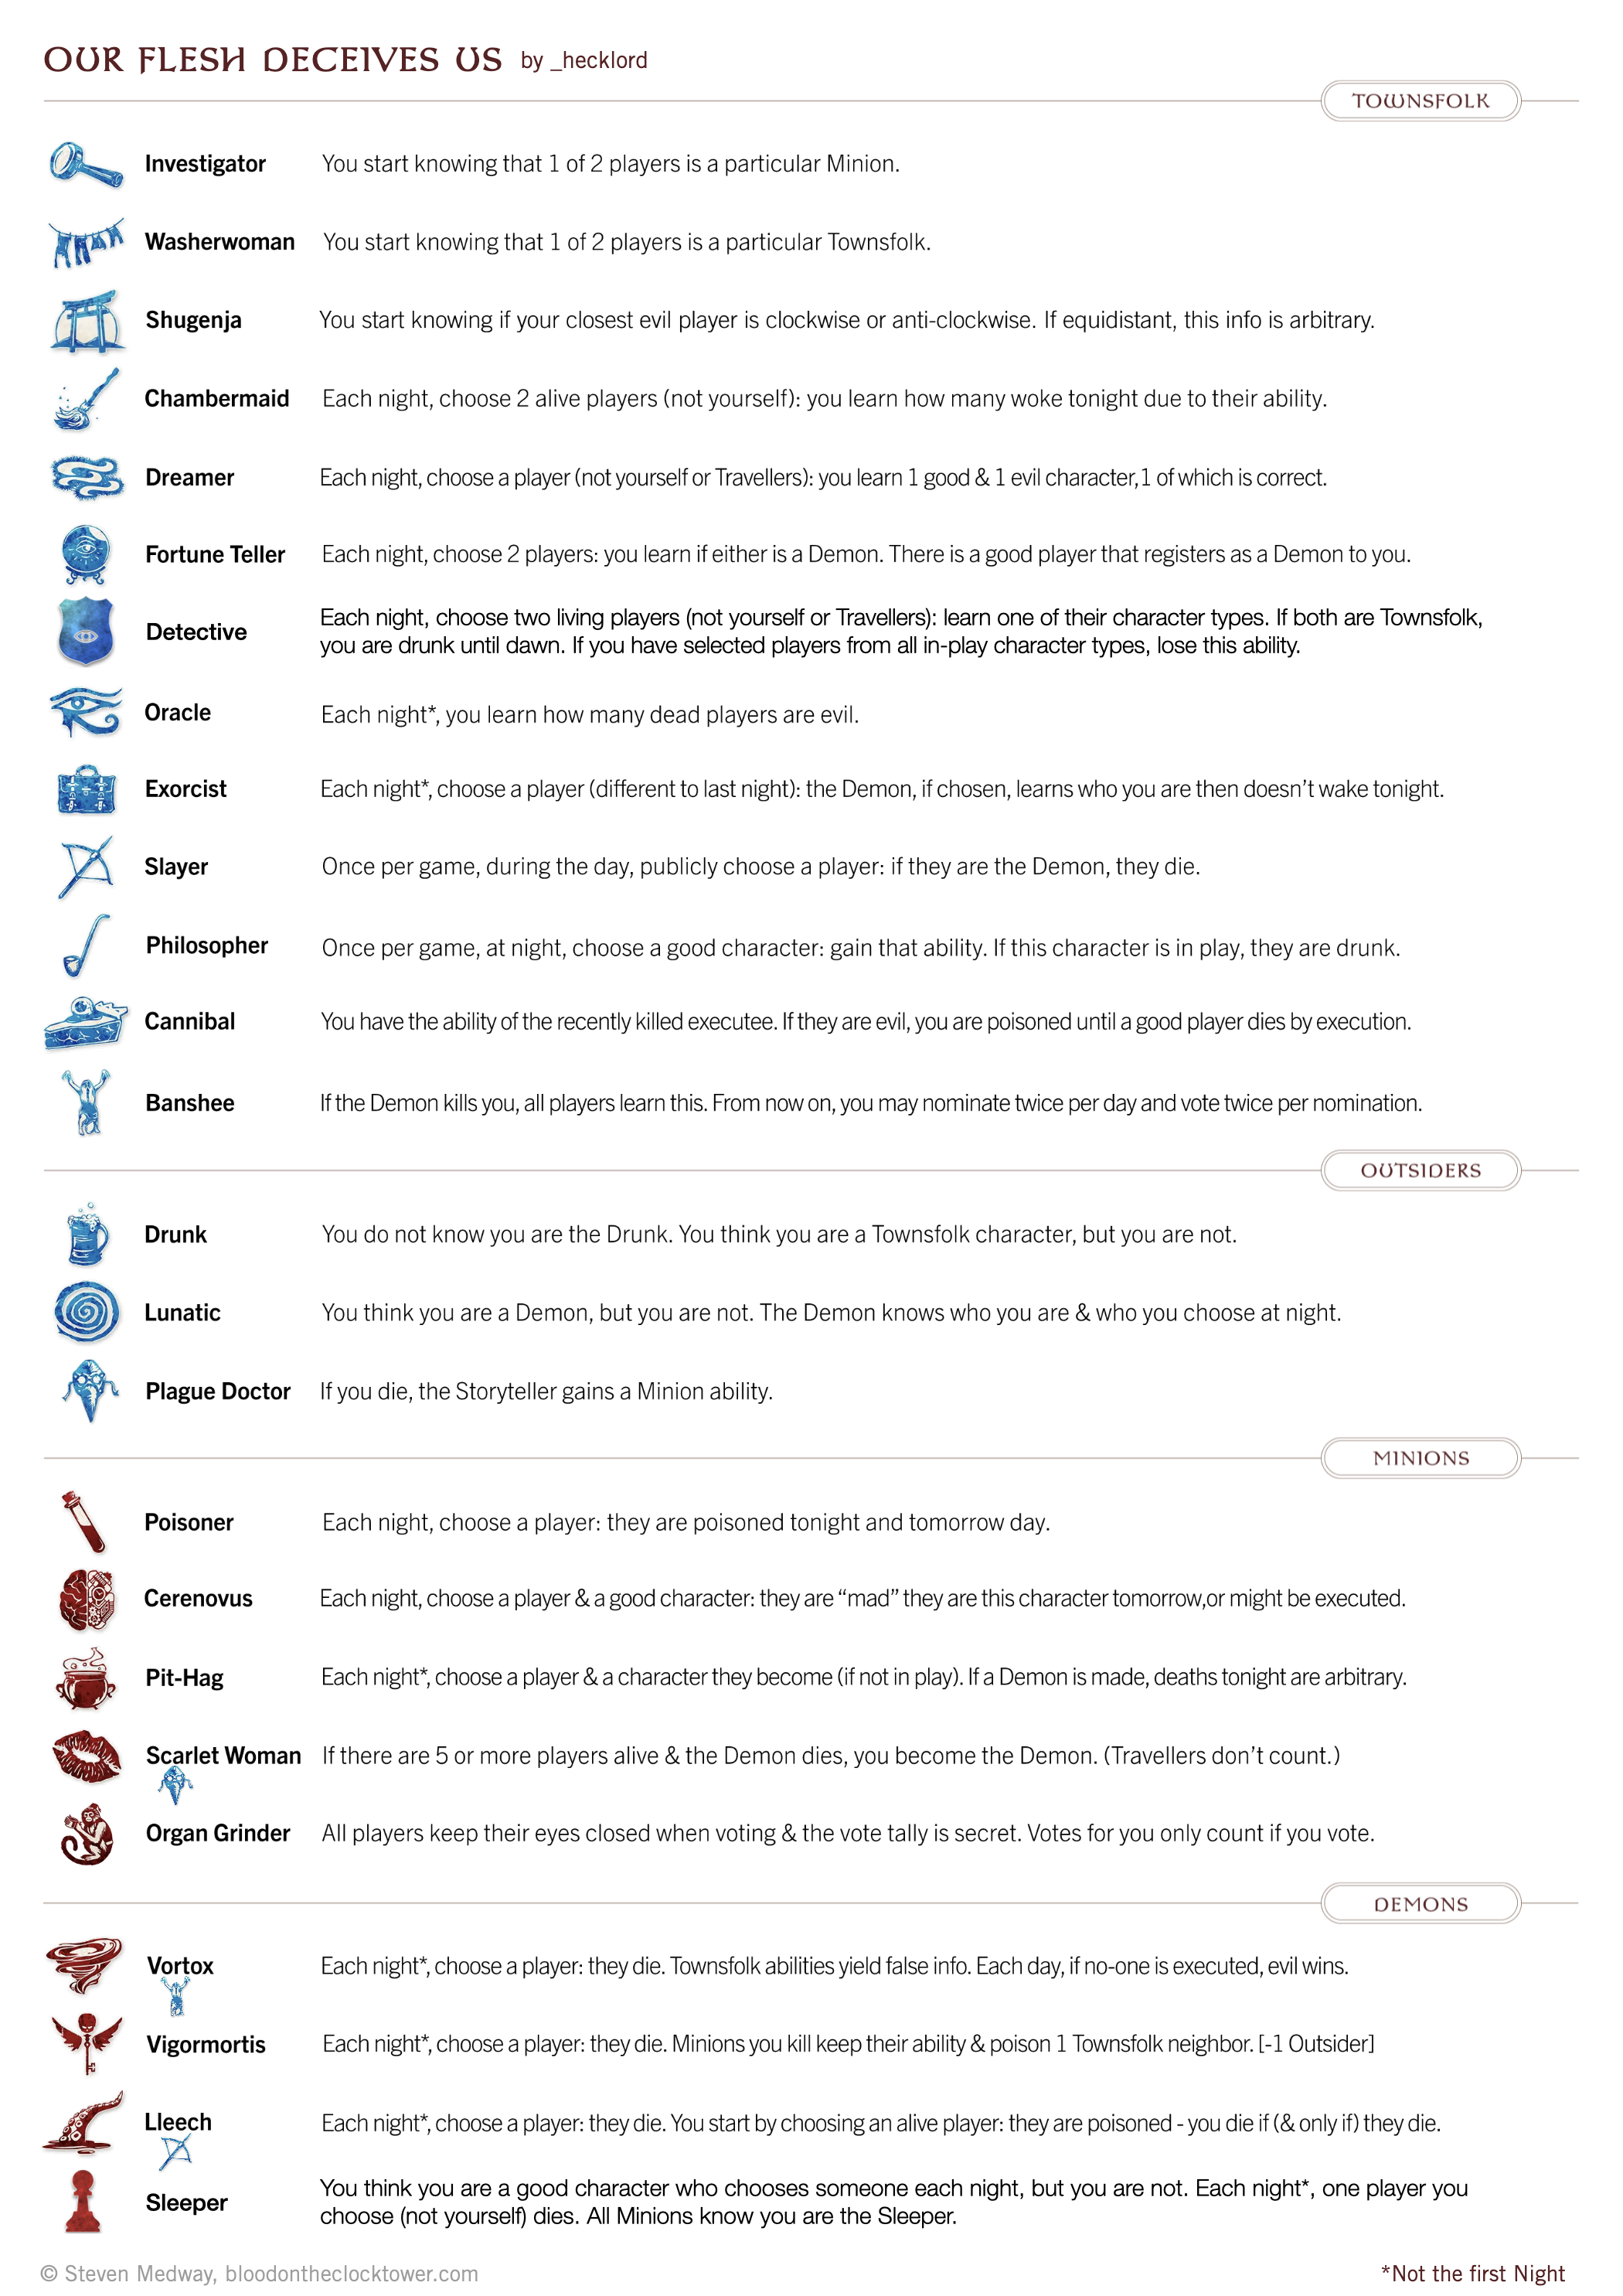 OUR FLESH DECEIVES US by _hecklord
TOWNSFOLK
Investigator You start knowing that 1 of 2 players is a particular Minion.
Washerwoman You start knowing that 1 of 2 players is a particular Townsfolk.
Shugenja You start knowing if your closest evil player is clockwise or anti-clockwise. If equidistant, this info is arbitrary.
Chambermaid Each night, choose 2 alive players (not yourself): you learn how many woke tonight due to their ability.
Dreamer Each night, choose a player (not yourself or Travellers): you learn 1 good & 1 evil character,1 of which is correct.
Fortune Teller Each night, choose 2 players: you learn if either is a Demon. There is a good player that registers as a Demon to you.
Detective Each night, choose two living players (not yourself or Travellers): learn one of their character types. If both are Townsfolk,
you are drunk until dawn. If you have selected players from all in-play character types, lose this ability.
Oracle Each night*, you learn how many dead players are evil.
Exorcist Each night*, choose a player (different to last night): the Demon, if chosen, learns who you are then doesn't wake tonight.
Slayer Once per game, during the day, publicly choose a player: if they are the Demon, they die.
Philosopher Once per game, at night, choose a good character: gain that ability. If this character is in play, they are drunk.
Cannibal You have the ability of the recently killed executee. If they are evil, you are poisoned until a good player dies by execution.
Banshee If the Demon kills you, all players learn this. From now on, you may nominate twice per day and vote twice per nomination.
OUTSIDERS
Drunk You do not know you are the Drunk. You think you are a Townsfolk character, but you are not.
Lunatic You think you are a Demon, but you are not. The Demon knows who you are & who you choose at night.
Plague Doctor If you die, the Storyteller gains a Minion ability.
MINIONS
Poisoner Each night, choose a player: they are poisoned tonight and tomorrow day.
Cerenovus Each night, choose a player & a good character: they are “mad” they are this character tomorrow,or might be executed.
Pit-Hag Each night*, choose a player & a character they become (if not in play). If a Demon is made, deaths tonight are arbitrary.
Scarlet Woman If there are 5 or more players alive & the Demon dies, you become the Demon. (Travellers don't count.)
Organ Grinder All players keep their eyes closed when voting & the vote tally is secret. Votes for you only count if you vote.
DEMONS
Vortox Each night*, choose a player: they die. Townsfolk abilities yield false info. Each day, if no-one is executed, evil wins.
Vigormortis Each night*, choose a player: they die. Minions you kill keep their ability & poison 1 Townsfolk neighbor. [-1 Outsider]
Lleech Each night*, choose a player: they die. You start by choosing an alive player: they are poisoned - you die if (& only if) they die.
Sleeper You think you are a good character who chooses someone each night, but you are not. Each night*, one player you
choose (not yourself) dies. All Minions know you are the Sleeper.
© Steven Medway, bloodontheclocktower.com *Not the first Night